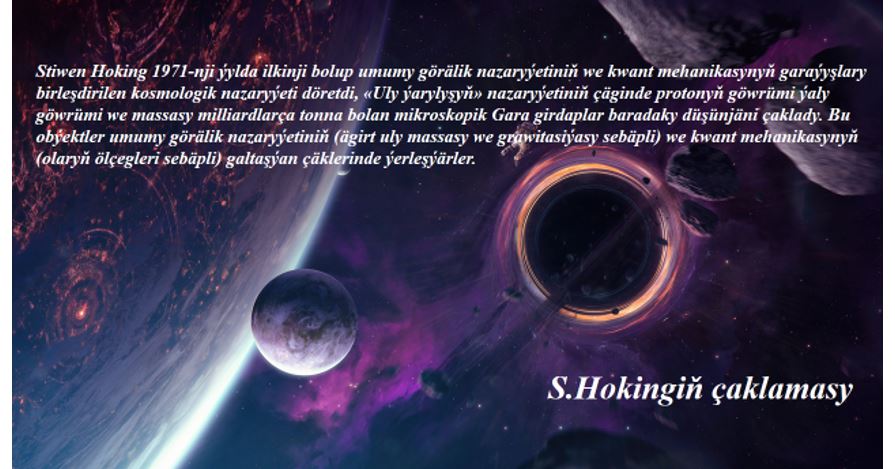 Stiwen Hoking 1971-nji ýylda ilkinji bolup umumy görälik nazaryýetiniň we kwant mehanikasynyň garaýyşlary
birleşdirilen kosmologik nazaryýeti döretdi, «Uly ýarylyşyň» nazaryýetiniň çäginde protonyň göwrümi ýaly
göwrümi we massasy milliardlarça tonna bolan mikroskopik Gara girdaplar baradaky düşünjäni çaklady. Bu
obýektler umumy görälik nazaryýetiniň (ägirt uly massasy we grawitasiýasy sebäpli) we kwant mehanikasynyň
(olaryň ölçegleri sebäpli) galtaşýan çäklerinde ýerleşýärler.
S.Hokingiň çaklamasy